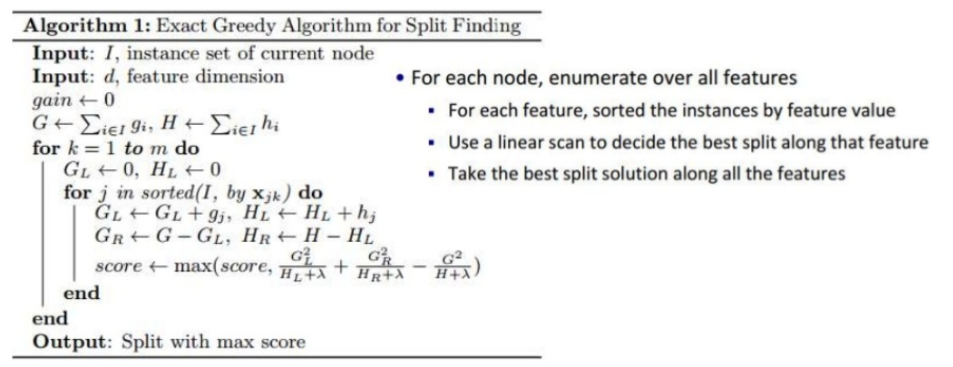 Algorithm 1: Exact Greedy Algorithm for Split Finding
Input: I, instance set of current node
Input: d, feature dimension
gain ← 0
G ← ∑i∈I gi, H ← ∑i∈I hi
for k = 1 to m do
GL ← 0, HL ← 0
for j in sorted(I, by xjk) do
GL ← GL + gj, HL ← HL + hj
GR ← G − GL, HR ← H − HL
score ← max(score, G²L/(HL+λ) + G²R/(HR+λ) − G²/(H+λ))
end
end
Output: Split with max score
• For each node, enumerate over all features
▪ For each feature, sorted the instances by feature value
▪ Use a linear scan to decide the best split along that feature
▪ Take the best split solution along all the features